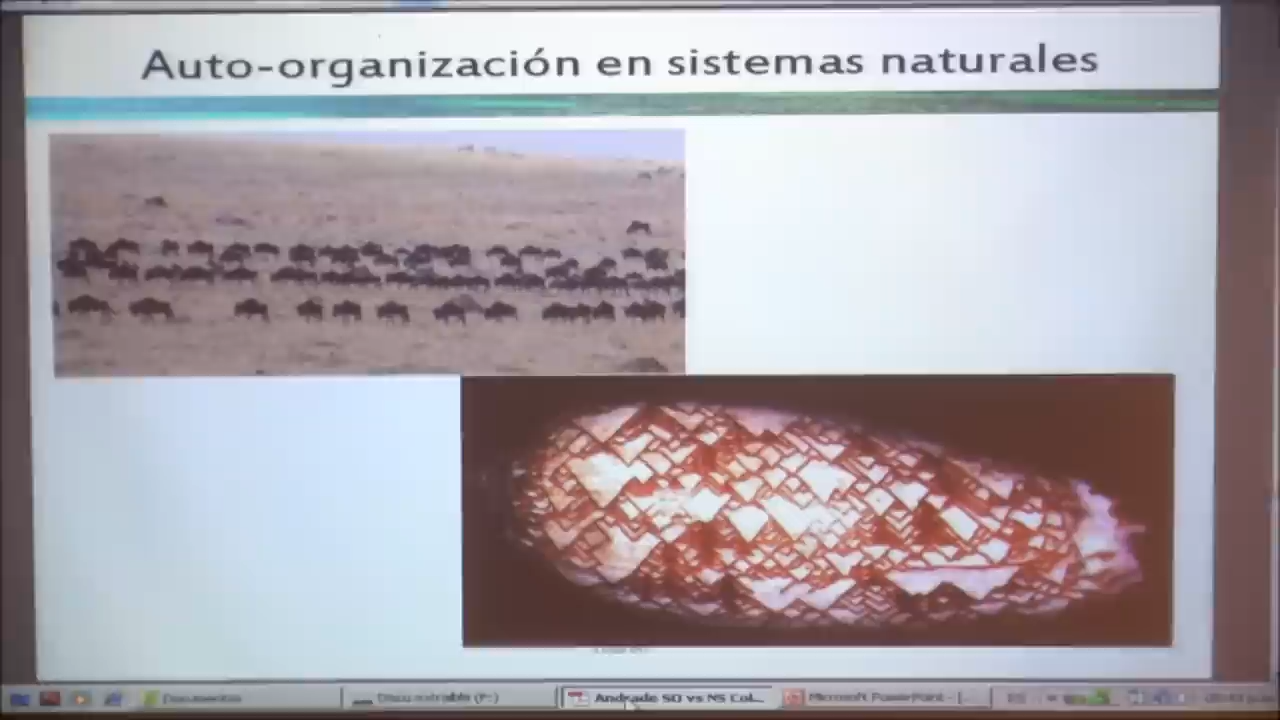 Auto-organización en sistemas naturales
Documentos
Disco extraíble (F:)
Andrade SO vs NS Col...
Microsoft PowerPoint - [...